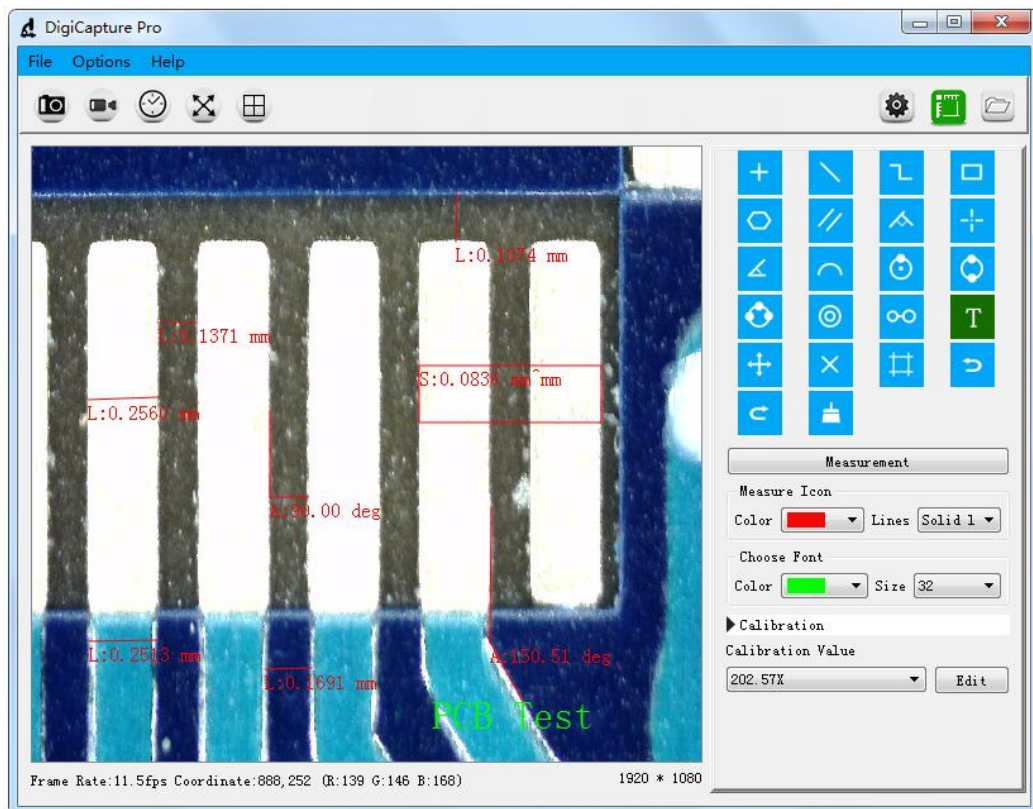 DigiCapture Pro
File Options Help
L:0.1074 mm
L:0.1371 mm
S:0.0836 mm^mm
L:0.2560 mm
A:90.00 deg
L:0.2513 mm
A:150.51 deg
L:0.1691 mm
PCB Test
T
Measurement
Measure Icon
Color Lines Solid l
Choose Font
Color Size 32
Calibration
Calibration Value
202.57X Edit
Frame Rate:11.5fps Coordinate:888,252 (R:139 G:146 B:168) 1920 * 1080